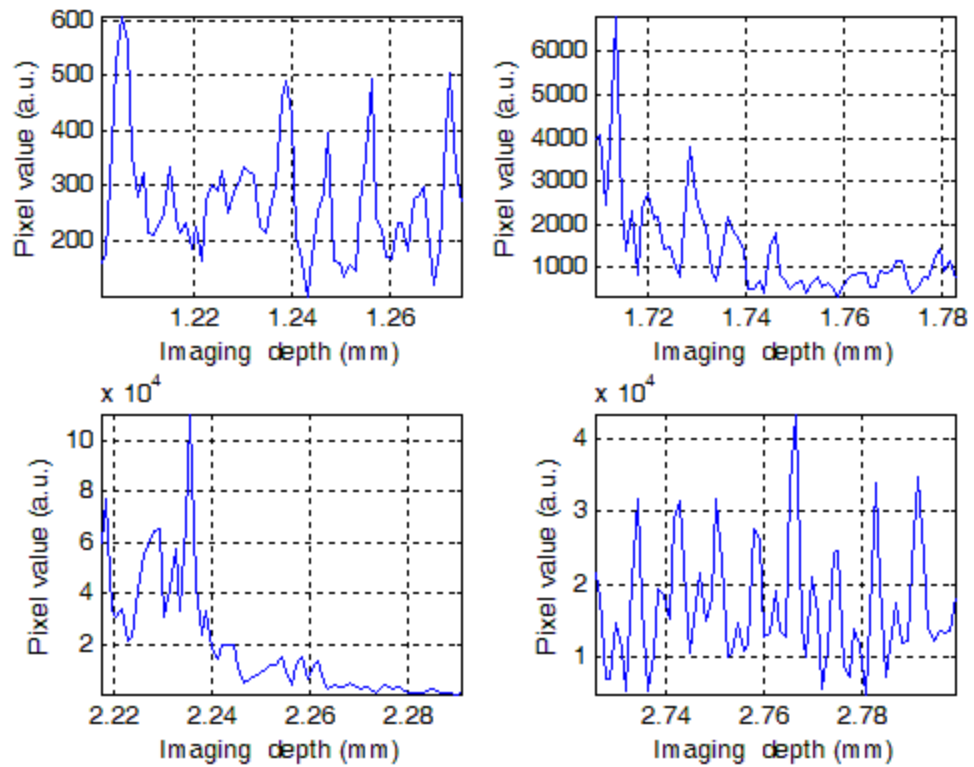 600
500
400
300
200
Pixel value (a.u.)
1.22 1.24 1.26
Imaging depth (mm)
6000
5000
4000
3000
2000
1000
Pixel value (a.u.)
1.72 1.74 1.76 1.78
Imaging depth (mm)
x 10^4
10
8
6
4
2
Pixel value (a.u.)
2.22 2.24 2.26 2.28
Imaging depth (mm)
x 10^4
4
3
2
1
Pixel value (a.u.)
2.74 2.76 2.78
Imaging depth (mm)